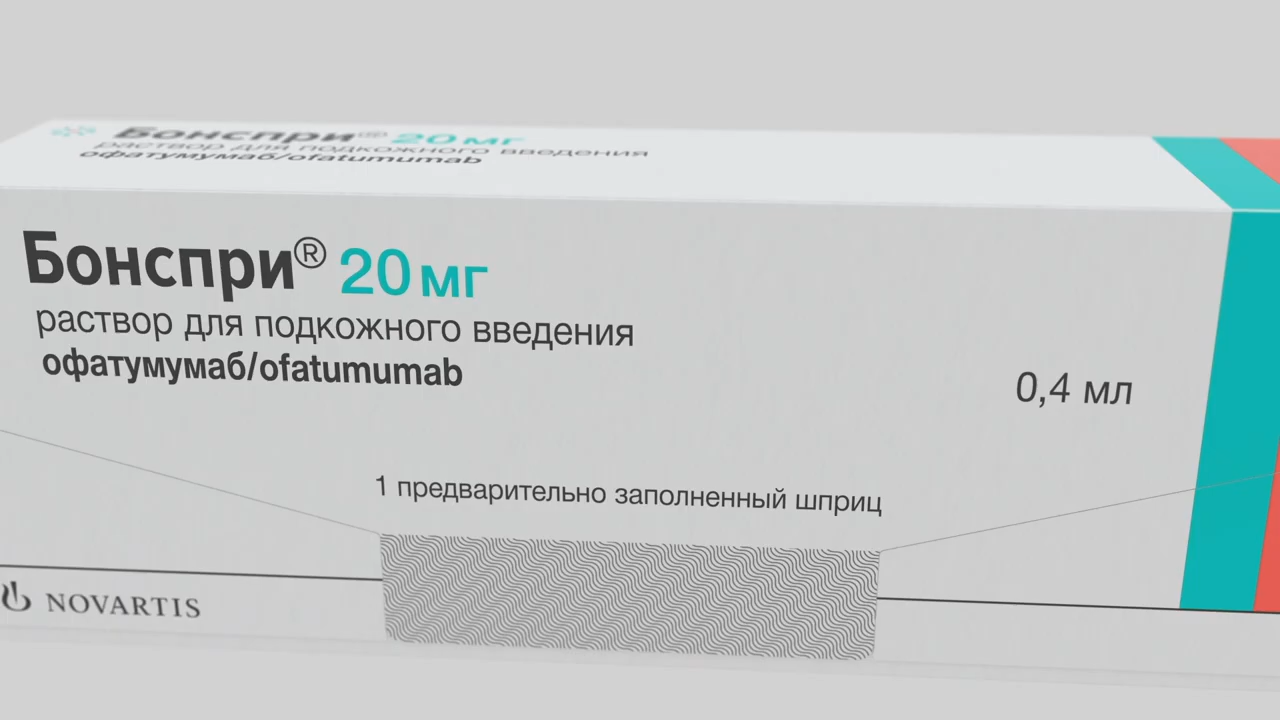 Бонспри® 20 мг
раствор для подкожного введения
офатумумаб/ofatumumab
Бонспри® 20 мг
раствор для подкожного введения
офатумумаб/ofatumumab
0,4 мл
1 предварительно заполненный шприц
NOVARTIS